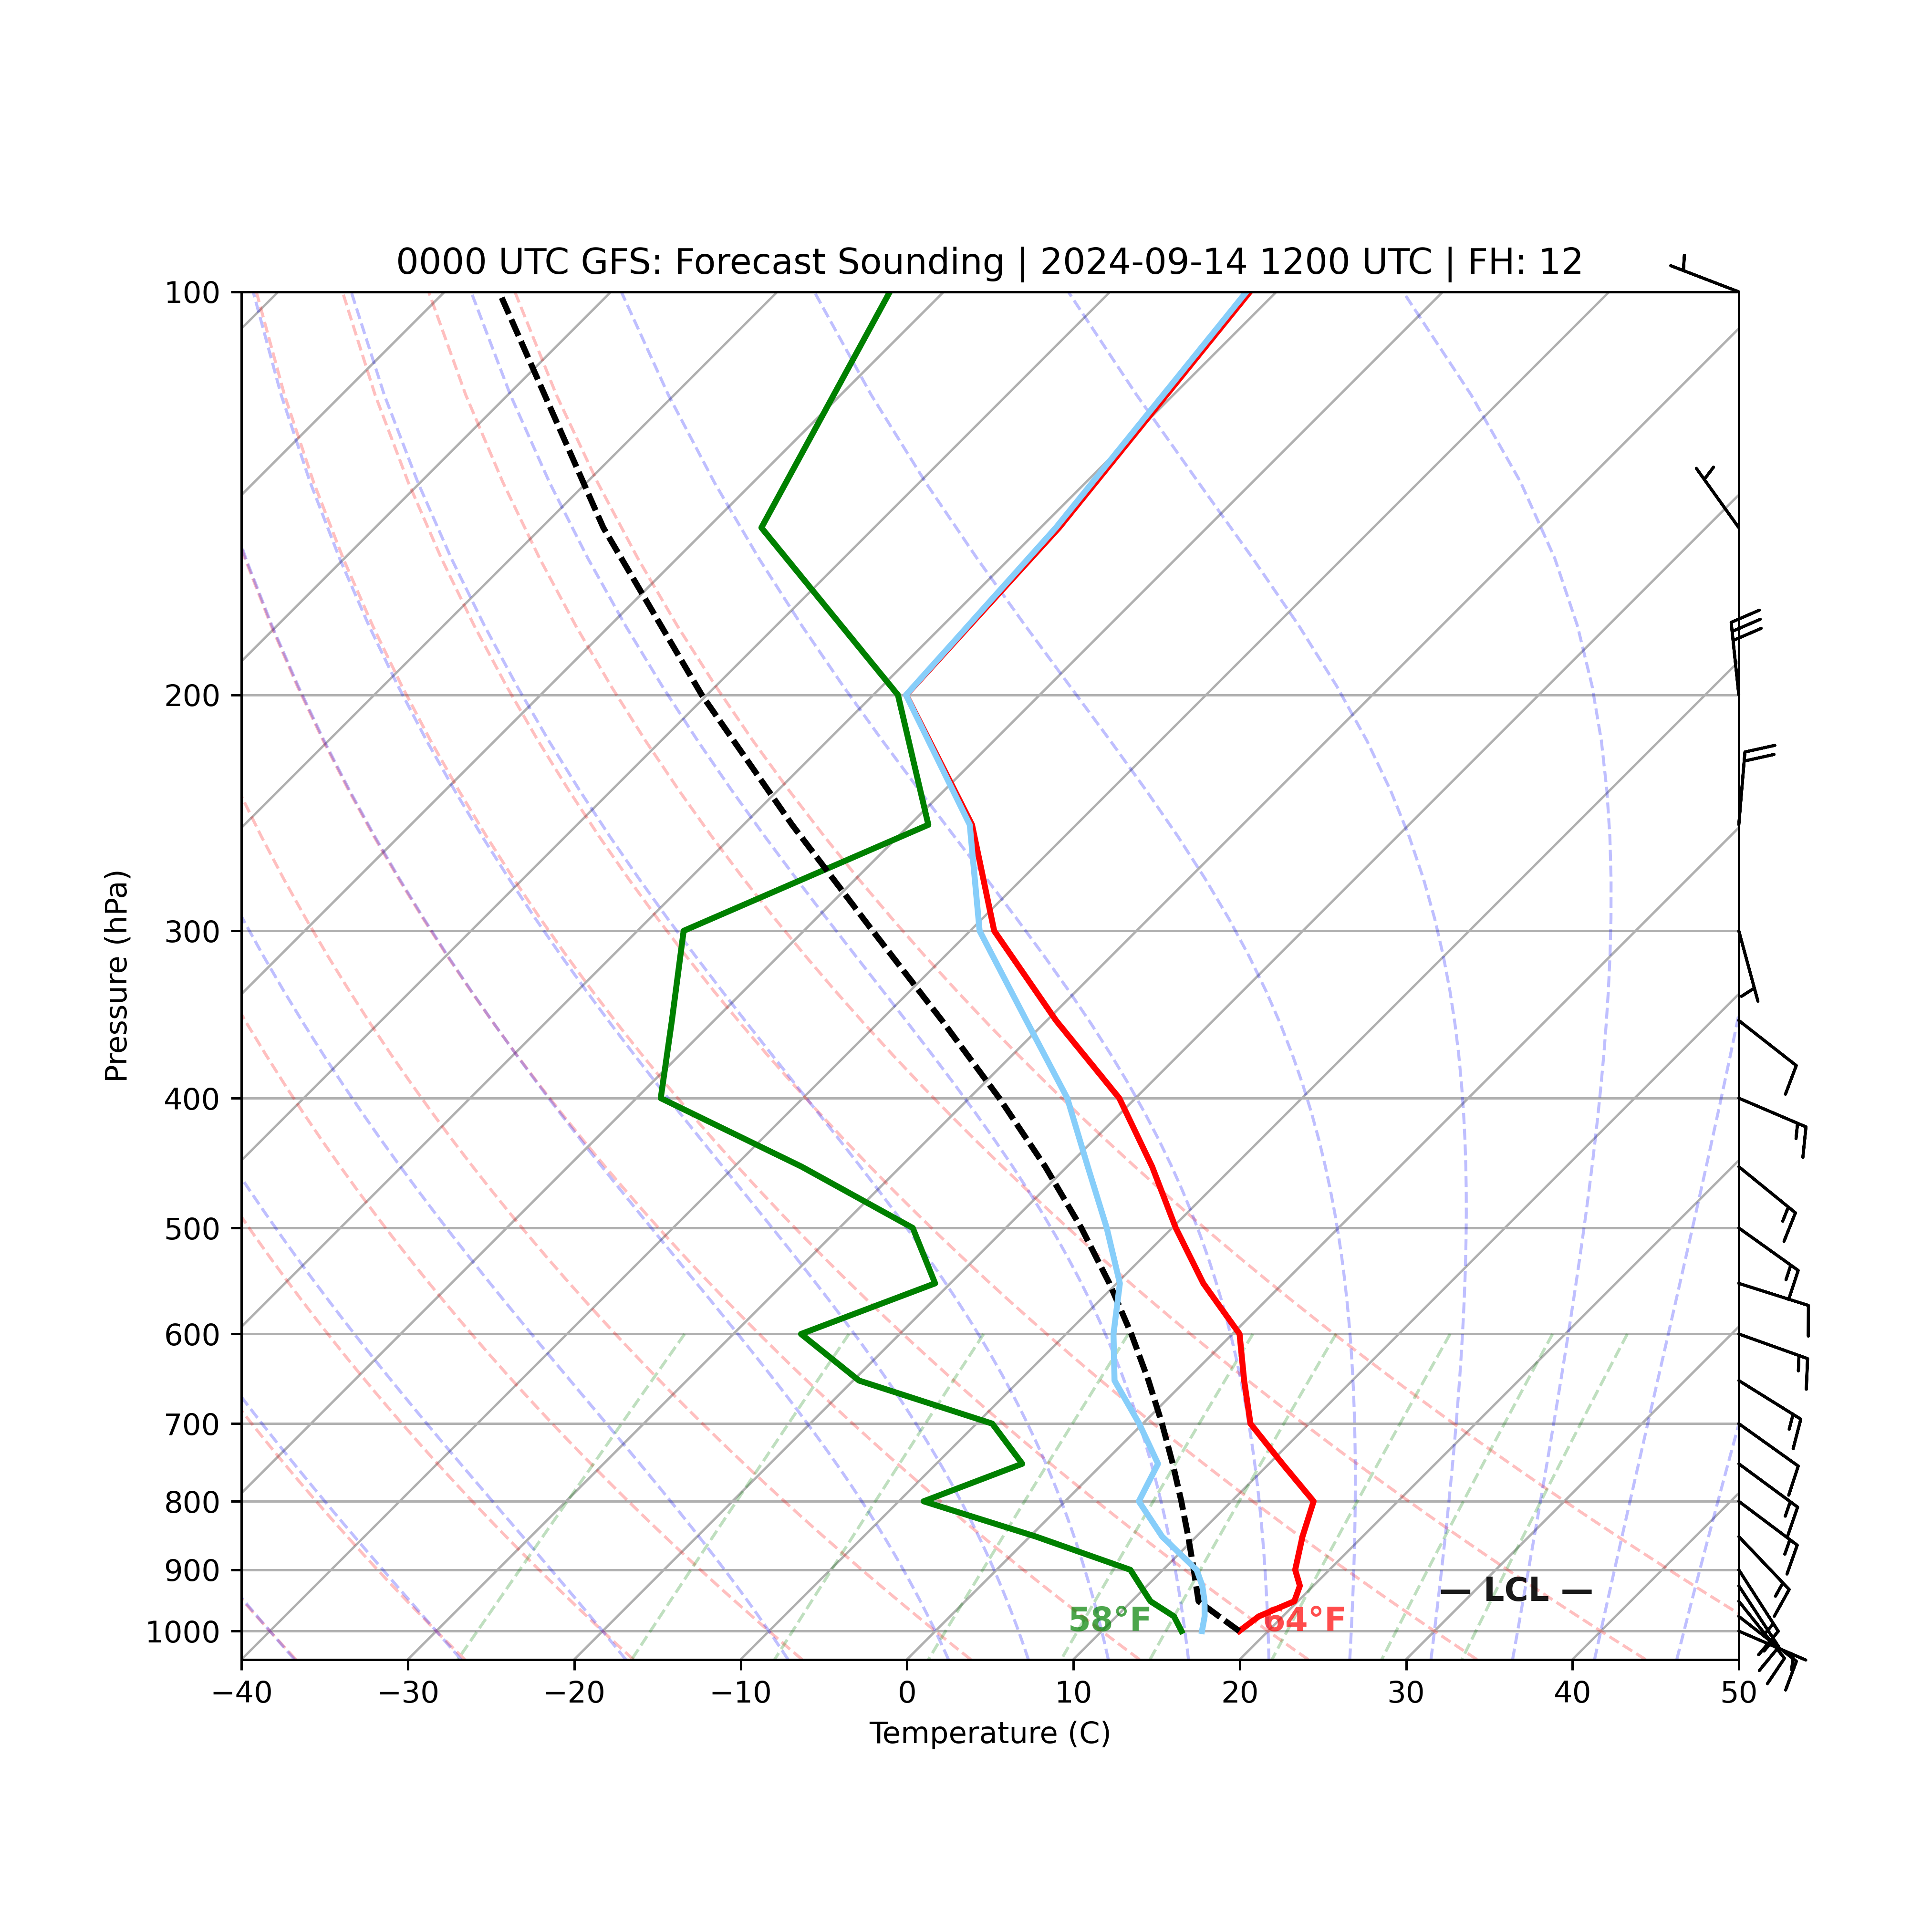 0000 UTC GFS: Forecast Sounding | 2024-09-14 1200 UTC | FH: 12
100
200
300
400
500
600
700
800
900
1000
Pressure (hPa)
— LCL —
58°F
64°F
−40 −30 −20 −10 0 10 20 30 40 50
Temperature (C)